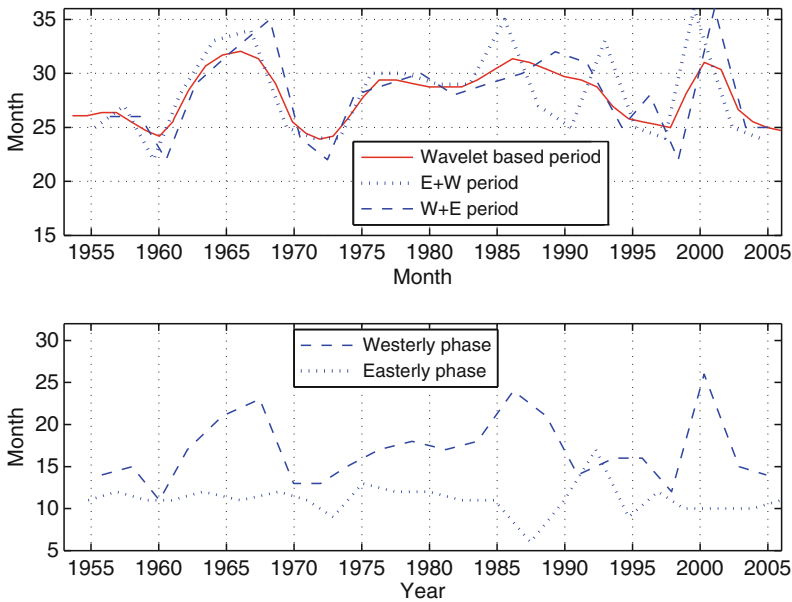 35
30
25
20
15
Month
Wavelet based period
E+W period
W+E period
1955 1960 1965 1970 1975 1980 1985 1990 1995 2000 2005
Month
30
25
20
15
10
5
Month
Westerly phase
Easterly phase
1955 1960 1965 1970 1975 1980 1985 1990 1995 2000 2005
Year